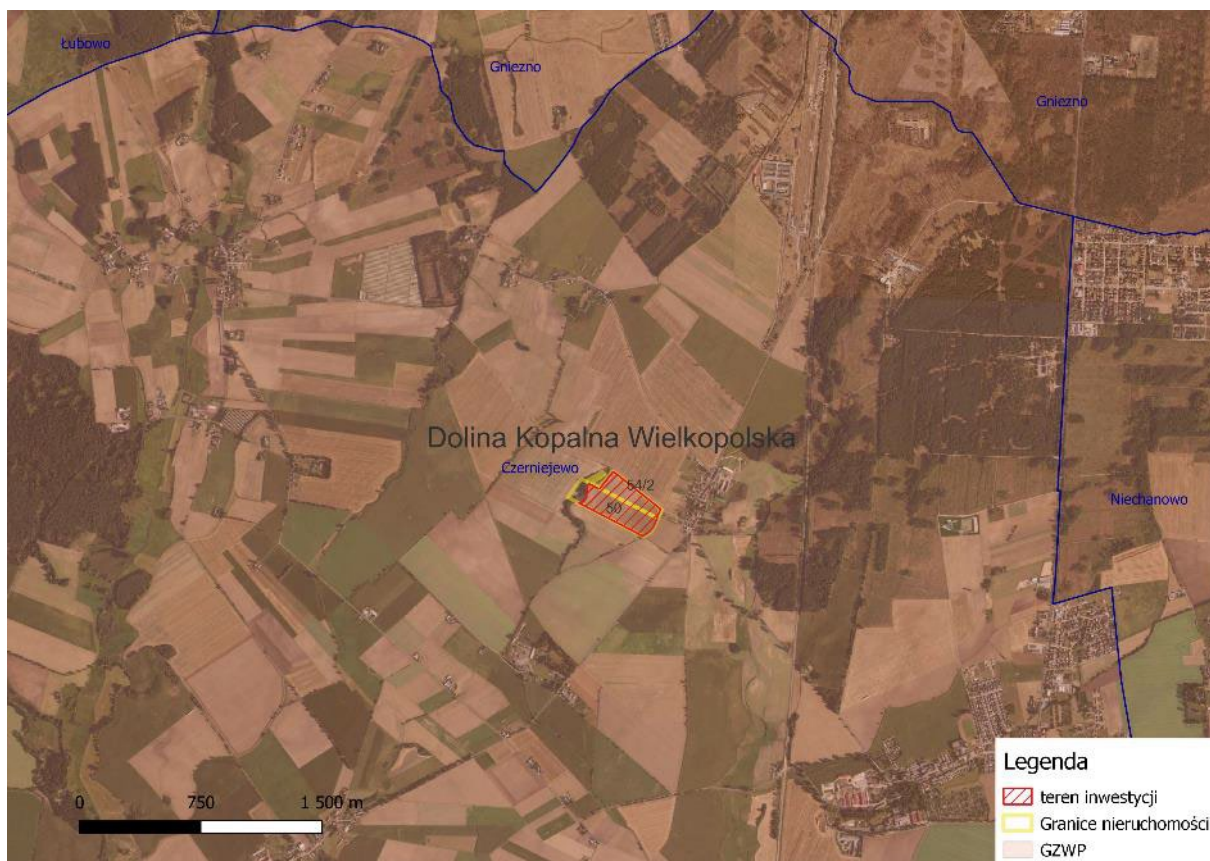 Łubowo
Gniezno
Gniezno
Dolina Kopalna Wielkopolska
Czerniejewo
54/2
50
Niechanowo
Legenda
teren inwestycji
Granice nieruchomości
GZWP
0 750 1 500 m